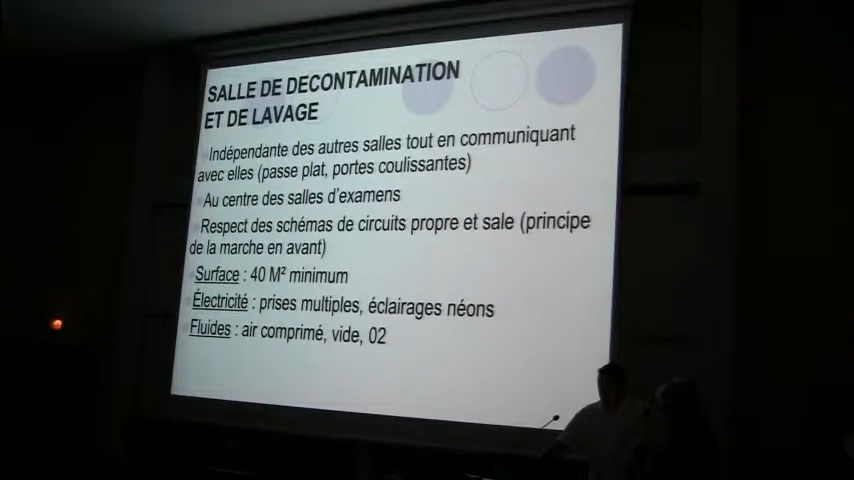 SALLE DE DECONTAMINATION
ET DE LAVAGE
Indépendante des autres salles tout en communiquant
avec elles (passe plat, portes coulissantes)
Au centre des salles d'examens
Respect des schémas de circuits propre et sale (principe
de la marche en avant)
Surface : 40 M² minimum
Électricité : prises multiples, éclairages néons
Fluides : air comprimé, vide, 02